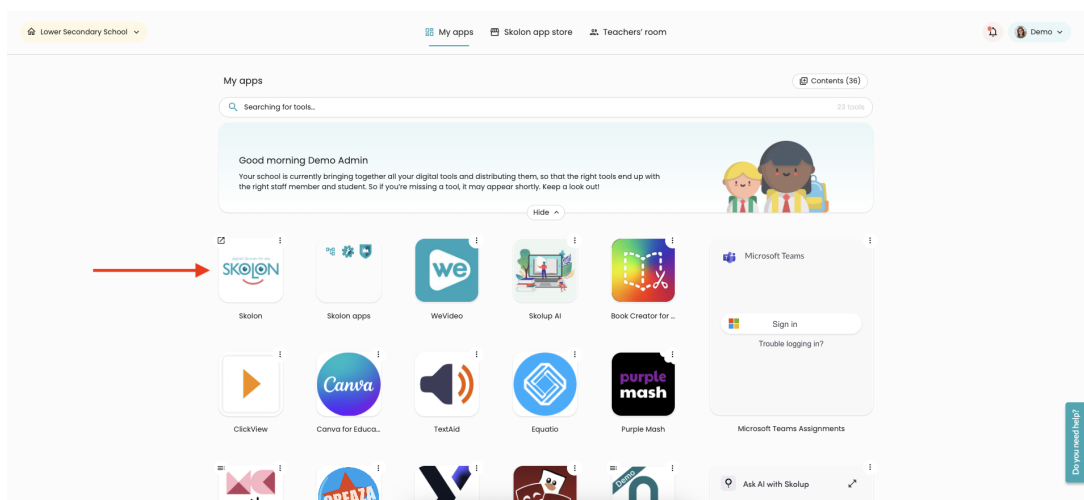 Lower Secondary School
My apps
Skolon app store
Teachers' room
Demo
My apps
Contents (36)
Searching for tools...
23 tools
Good morning Demo Admin
Your school is currently bringing together all your digital tools and distributing them, so that the right tools end up with
the right staff member and student. So if you're missing a tool, it may appear shortly. Keep a look out!
Hide
SKOLON
we
Microsoft Teams
Skolon
Skolon apps
WeVideo
Skolup AI
Book Creator for ...
Sign in
Trouble logging in?
Canva
purple
mash
ClickView
Canva for Educa...
TextAid
Equatio
Purple Mash
Microsoft Teams Assignments
Do you need help?
BREAZA
Demo
Ask AI with Skolup